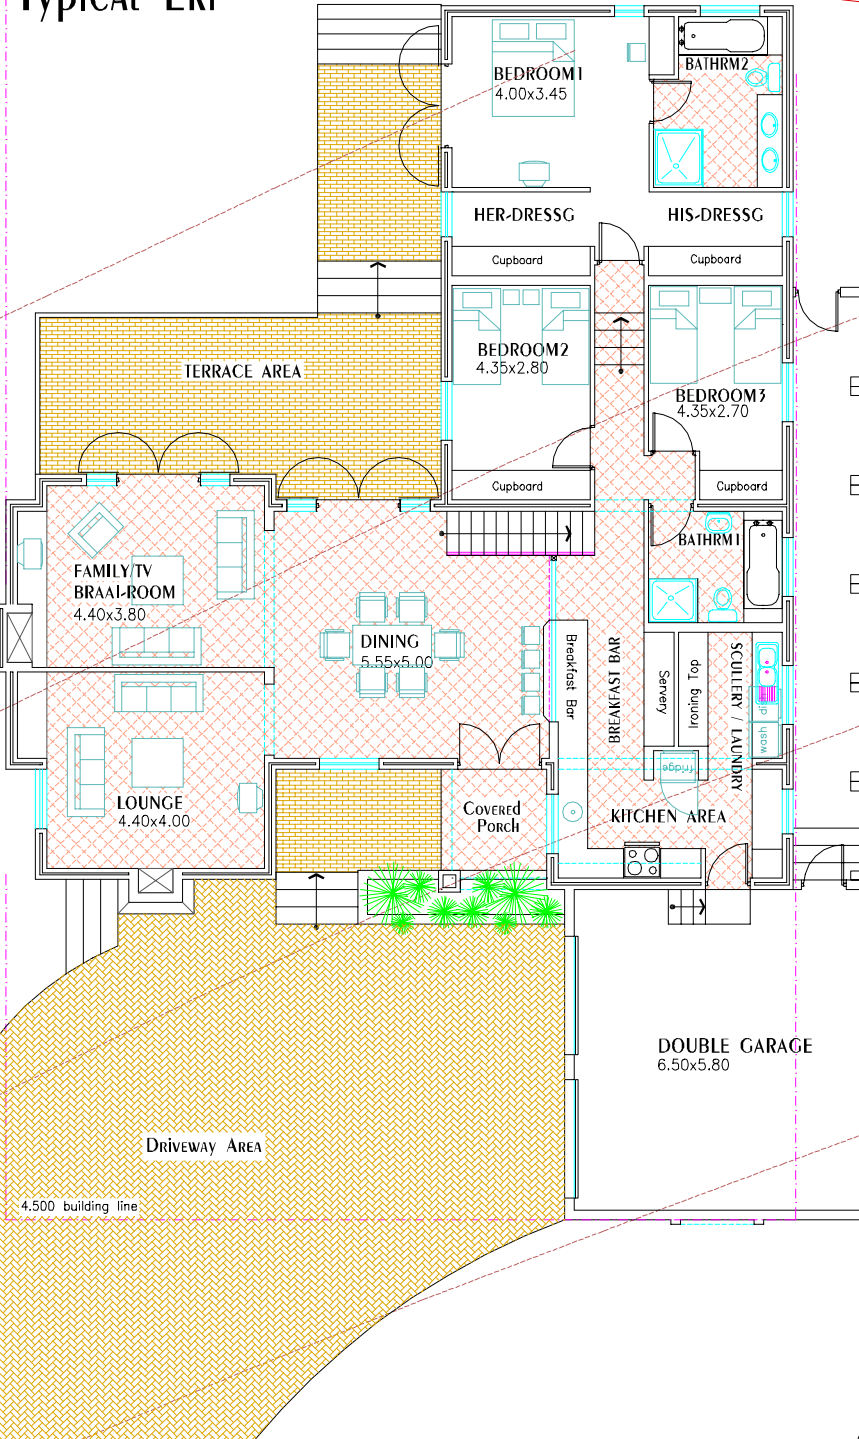 Typical Erf
BEDROOM1
4.00x3.45
BATHRM2
HER-DRESSG
HIS-DRESSG
Cupboard
Cupboard
BEDROOM2
4.35x2.80
TERRACE AREA
BEDROOM3
4.35x2.70
Cupboard
Cupboard
BATHRM1
FAMILY/TV
BRAAI-ROOM
4.40x3.80
DINING
5.55x5.00
Breakfast Bar
BREAKFAST BAR
Servery
Ironing Top
SCULLERY / LAUNDRY
dip
wash
fridge
LOUNGE
4.40x4.00
Covered
Porch
KITCHEN AREA
DOUBLE GARAGE
6.50x5.80
Driveway Area
4.500 building line